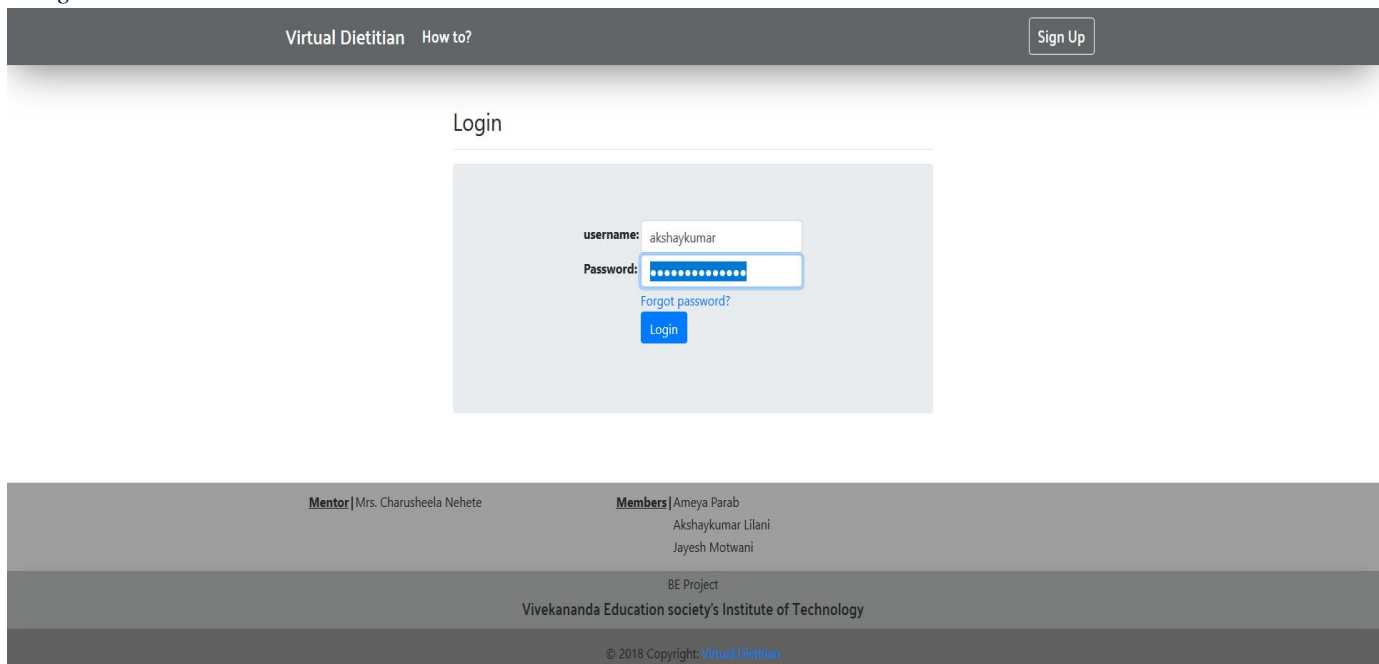 Virtual Dietitian How to? Sign Up
Login
username: akshaykumar
Password: ••••••••••••••
Forgot password?
Login
Mentor| Mrs. Charusheela Nehete Members| Ameya Parab
Akshaykumar Lilani
Jayesh Motwani
BE Project
Vivekananda Education society's Institute of Technology
© 2018 Copyright: Virtual Dietitian